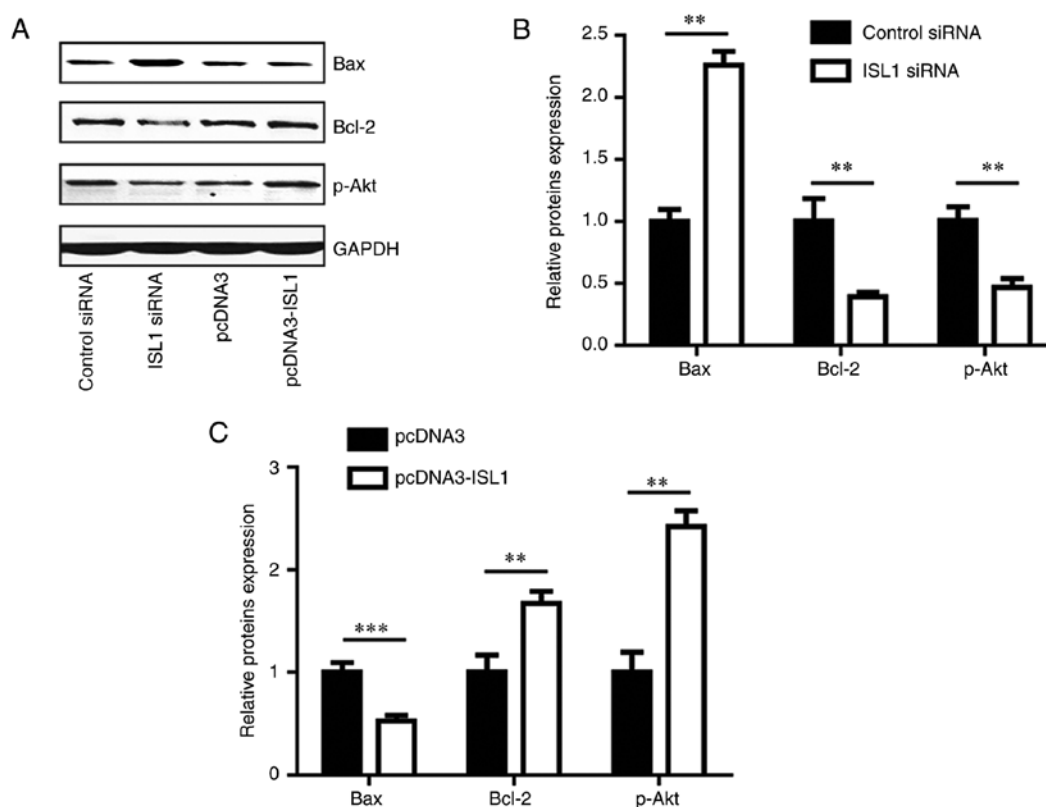 A
Bax
Bcl-2
p-Akt
GAPDH
Control siRNA
ISL1 siRNA
pcDNA3
pcDNA3-ISL1
B
Control siRNA
ISL1 siRNA
Relative proteins expression
2.5
2.0
1.5
1.0
0.5
0.0
**
**
**
Bax
Bcl-2
p-Akt
C
pcDNA3
pcDNA3-ISL1
Relative proteins expression
3
2
1
0
***
**
**
Bax
Bcl-2
p-Akt